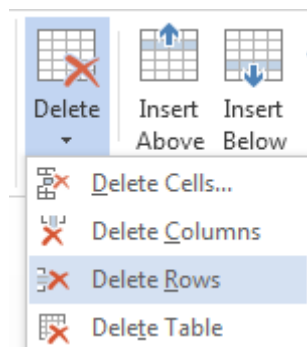 Delete Insert Insert
Above Below
Delete Cells...
Delete Columns
Delete Rows
Delete Table